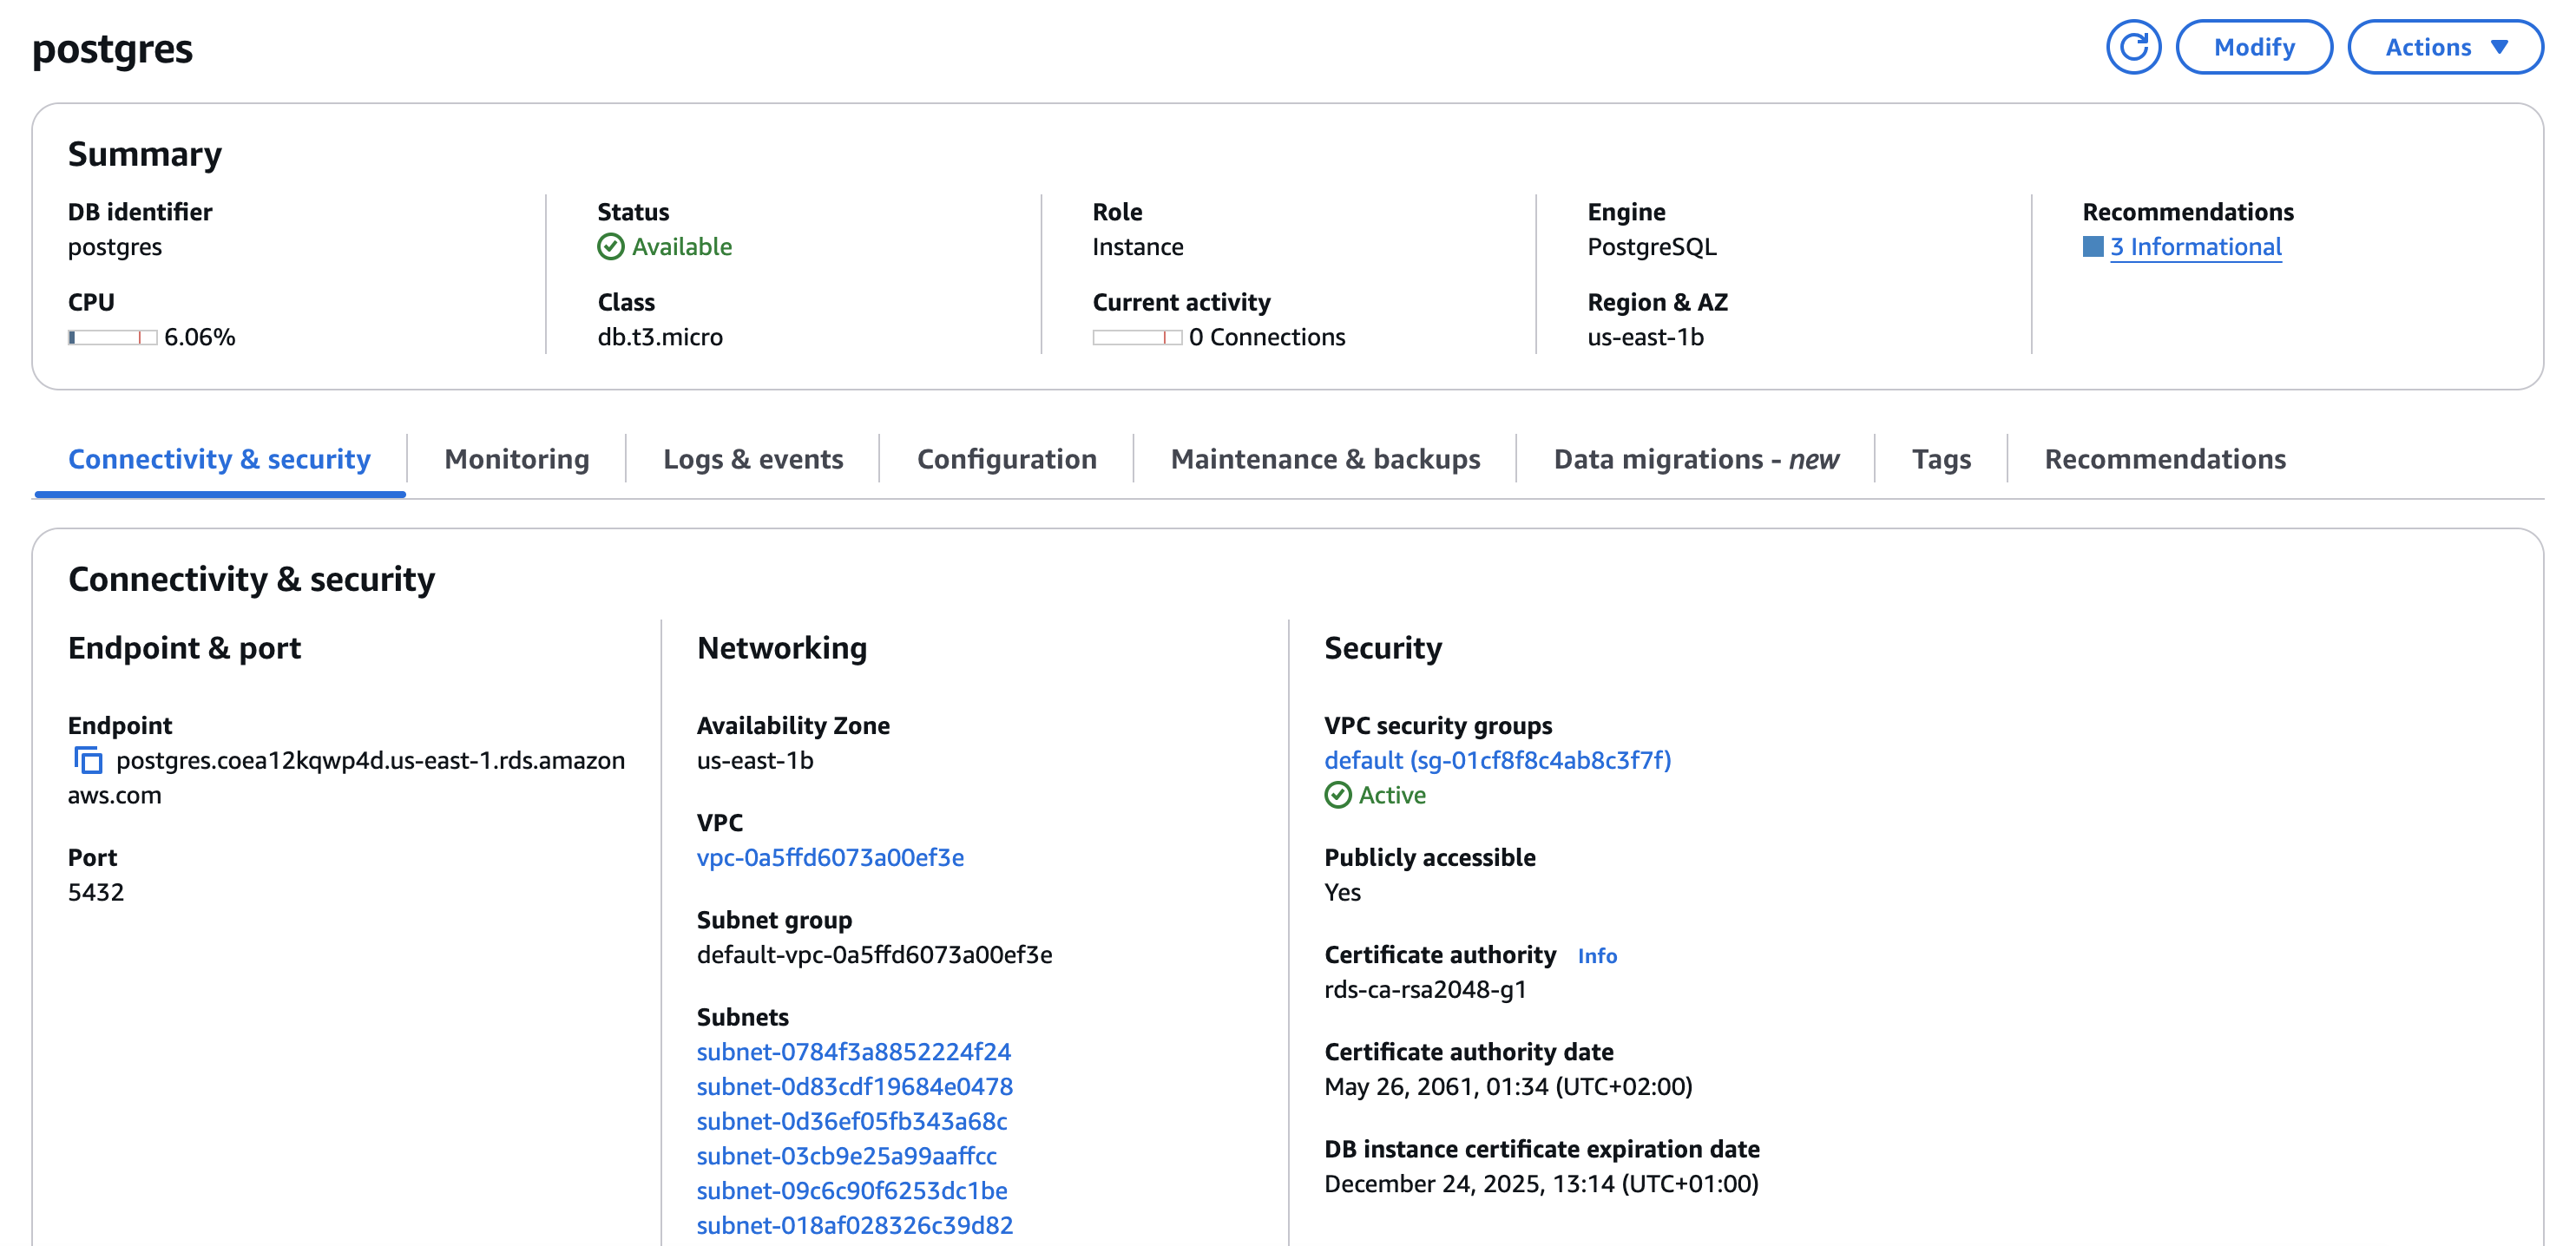 postgres
Modify
Actions
Summary
DB identifier
postgres
Status
Available
Role
Instance
Engine
PostgreSQL
Recommendations
3 Informational
CPU
6.06%
Class
db.t3.micro
Current activity
0 Connections
Region & AZ
us-east-1b
Connectivity & security
Monitoring
Logs & events
Configuration
Maintenance & backups
Data migrations - new
Tags
Recommendations
Connectivity & security
Endpoint & port
Endpoint
postgres.coea12kqwp4d.us-east-1.rds.amazon
aws.com
Port
5432
Networking
Availability Zone
us-east-1b
VPC
vpc-0a5ffd6073a00ef3e
Subnet group
default-vpc-0a5ffd6073a00ef3e
Subnets
subnet-0784f3a8852224f24
subnet-0d83cdf19684e0478
subnet-0d36ef05fb343a68c
subnet-03cb9e25a99aaffcc
subnet-09c6c90f6253dc1be
subnet-018af028326c39d82
Security
VPC security groups
default (sg-01cf8f8c4ab8c3f7f)
Active
Publicly accessible
Yes
Certificate authority Info
rds-ca-rsa2048-g1
Certificate authority date
May 26, 2061, 01:34 (UTC+02:00)
DB instance certificate expiration date
December 24, 2025, 13:14 (UTC+01:00)